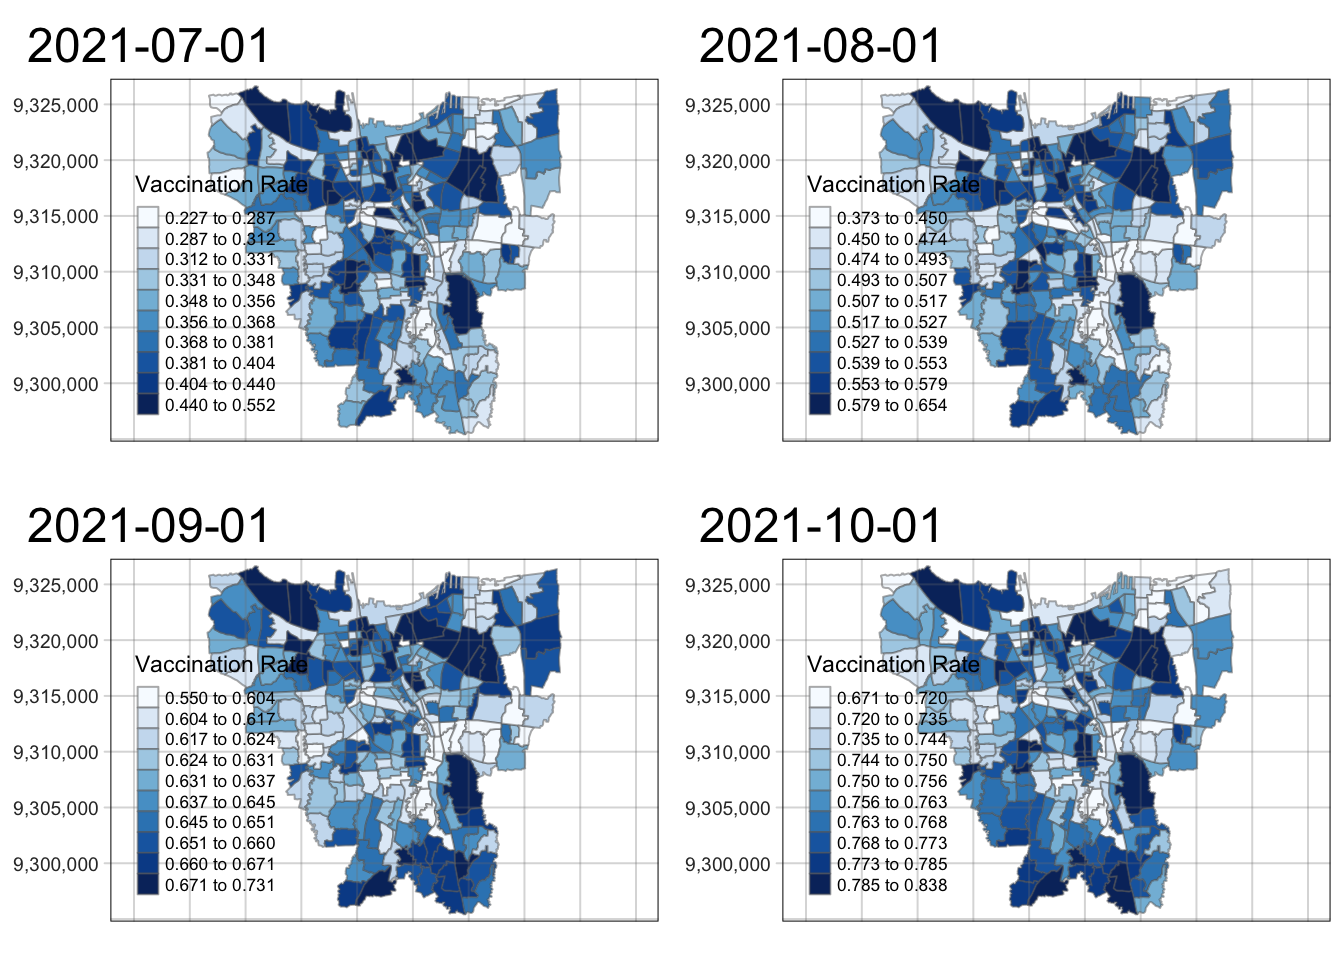 2021-07-01
9,325,000
9,320,000
9,315,000
9,310,000
9,305,000
9,300,000
Vaccination Rate
0.227 to 0.287
0.287 to 0.312
0.312 to 0.331
0.331 to 0.348
0.348 to 0.356
0.356 to 0.368
0.368 to 0.381
0.381 to 0.404
0.404 to 0.440
0.440 to 0.552
2021-08-01
9,325,000
9,320,000
9,315,000
9,310,000
9,305,000
9,300,000
Vaccination Rate
0.373 to 0.450
0.450 to 0.474
0.474 to 0.493
0.493 to 0.507
0.507 to 0.517
0.517 to 0.527
0.527 to 0.539
0.539 to 0.553
0.553 to 0.579
0.579 to 0.654
2021-09-01
9,325,000
9,320,000
9,315,000
9,310,000
9,305,000
9,300,000
Vaccination Rate
0.550 to 0.604
0.604 to 0.617
0.617 to 0.624
0.624 to 0.631
0.631 to 0.637
0.637 to 0.645
0.645 to 0.651
0.651 to 0.660
0.660 to 0.671
0.671 to 0.731
2021-10-01
9,325,000
9,320,000
9,315,000
9,310,000
9,305,000
9,300,000
Vaccination Rate
0.671 to 0.720
0.720 to 0.735
0.735 to 0.744
0.744 to 0.750
0.750 to 0.756
0.756 to 0.763
0.763 to 0.768
0.768 to 0.773
0.773 to 0.785
0.785 to 0.838